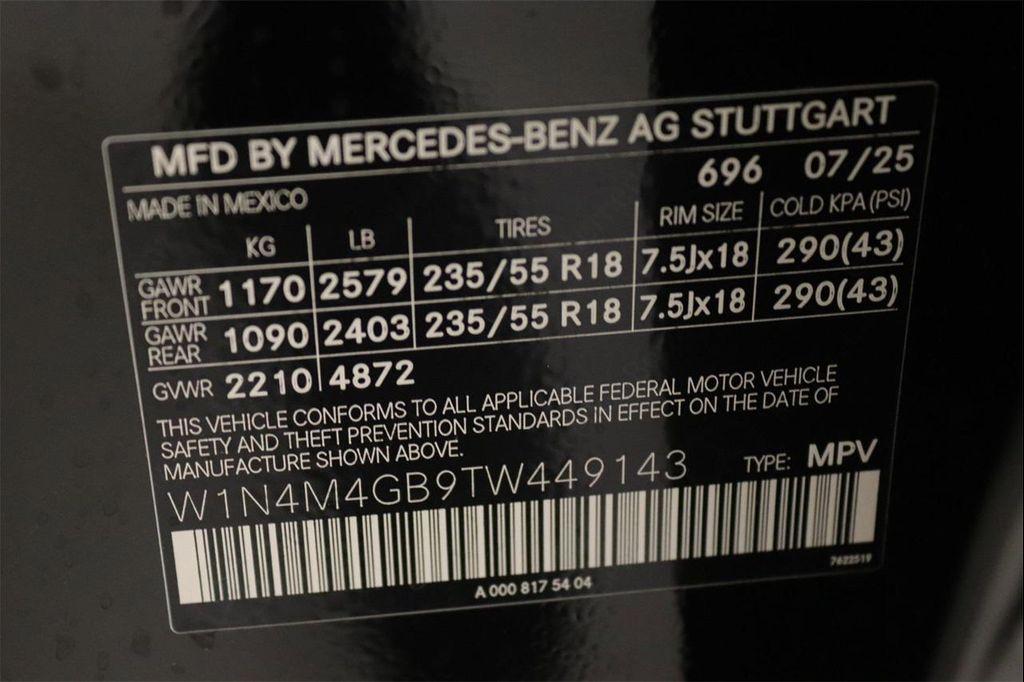 MFD BY MERCEDES-BENZ AG STUTTGART
696 07/25
MADE IN MEXICO
KG LB TIRES RIM SIZE COLD KPA (PSI)
GAWR FRONT 1170 2579 235/55 R18 7.5Jx18 290(43)
GAWR REAR 1090 2403 235/55 R18 7.5Jx18 290(43)
GVWR 2210 4872
THIS VEHICLE CONFORMS TO ALL APPLICABLE FEDERAL MOTOR VEHICLE
SAFETY AND THEFT PREVENTION STANDARDS IN EFFECT ON THE DATE OF
MANUFACTURE SHOWN ABOVE.
W1N4M4GB9TW449143 TYPE: MPV
7622519
A 000 817 54 04